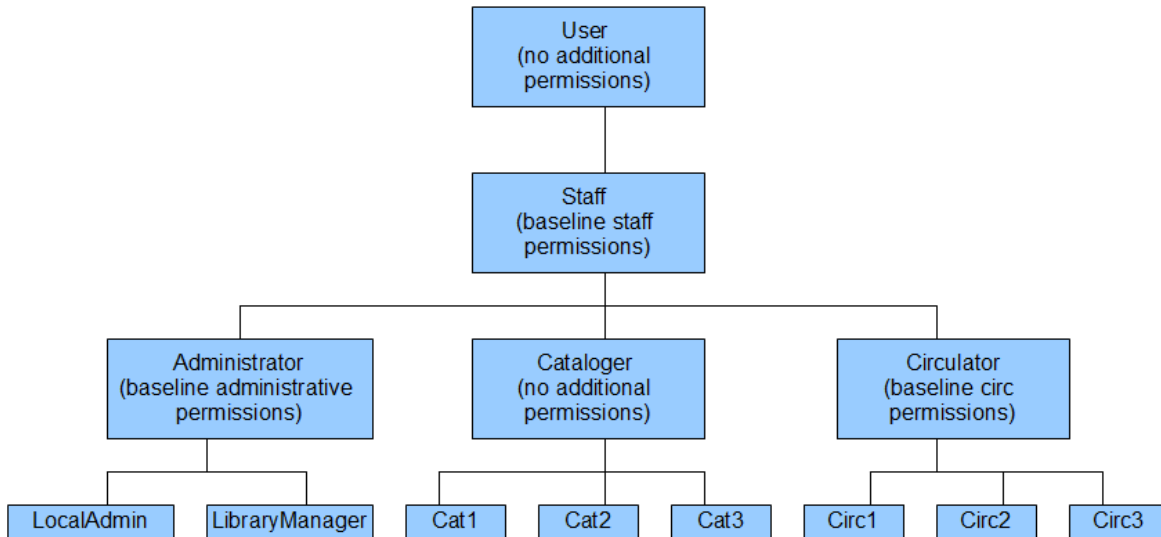 User
(no additional
permissions)
Staff
(baseline staff
permissions)
Administrator
(baseline administrative
permissions)
Cataloger
(no additional
permissions)
Circulator
(baseline circ
permissions)
LocalAdmin
LibraryManager
Cat1
Cat2
Cat3
Circ1
Circ2
Circ3